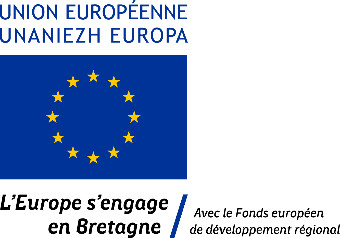 UNION EUROPÉENNE
UNANIEZH EUROPA
L'Europe s'engage
en Bretagne
Avec le Fonds européen
de développement régional